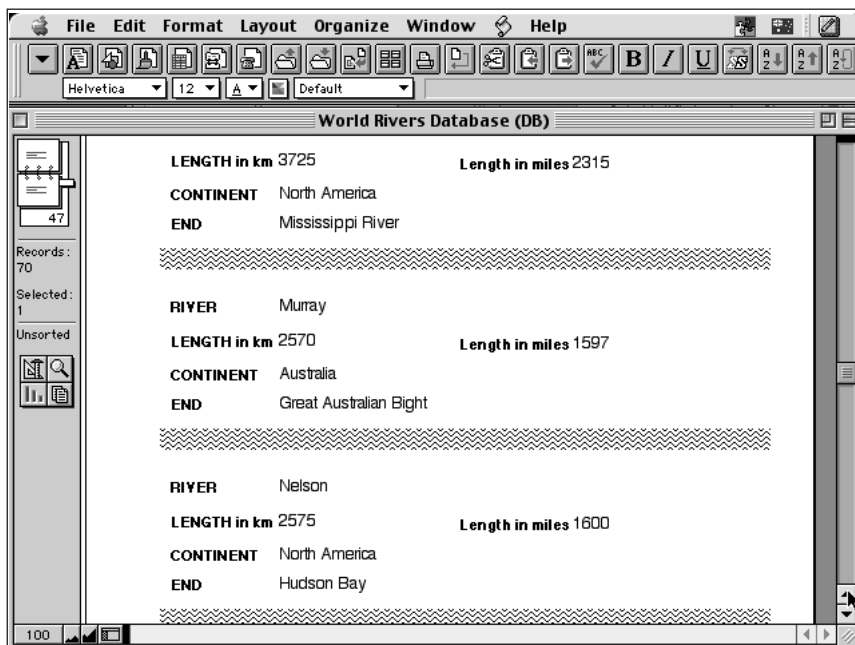 File Edit Format Layout Organize Window Help
ABC B I U A Z A Z A Z
Helvetica 12 A Default
World Rivers Database (DB)
LENGTH in km 3725 Length in miles 2315
CONTINENT North America
47
END Mississippi River
Records:
70
Selected:
1
RIVER Murray
Unsorted
LENGTH in km 2570 Length in miles 1597
CONTINENT Australia
END Great Australian Bight
RIVER Nelson
LENGTH in km 2575 Length in miles 1600
CONTINENT North America
END Hudson Bay
100